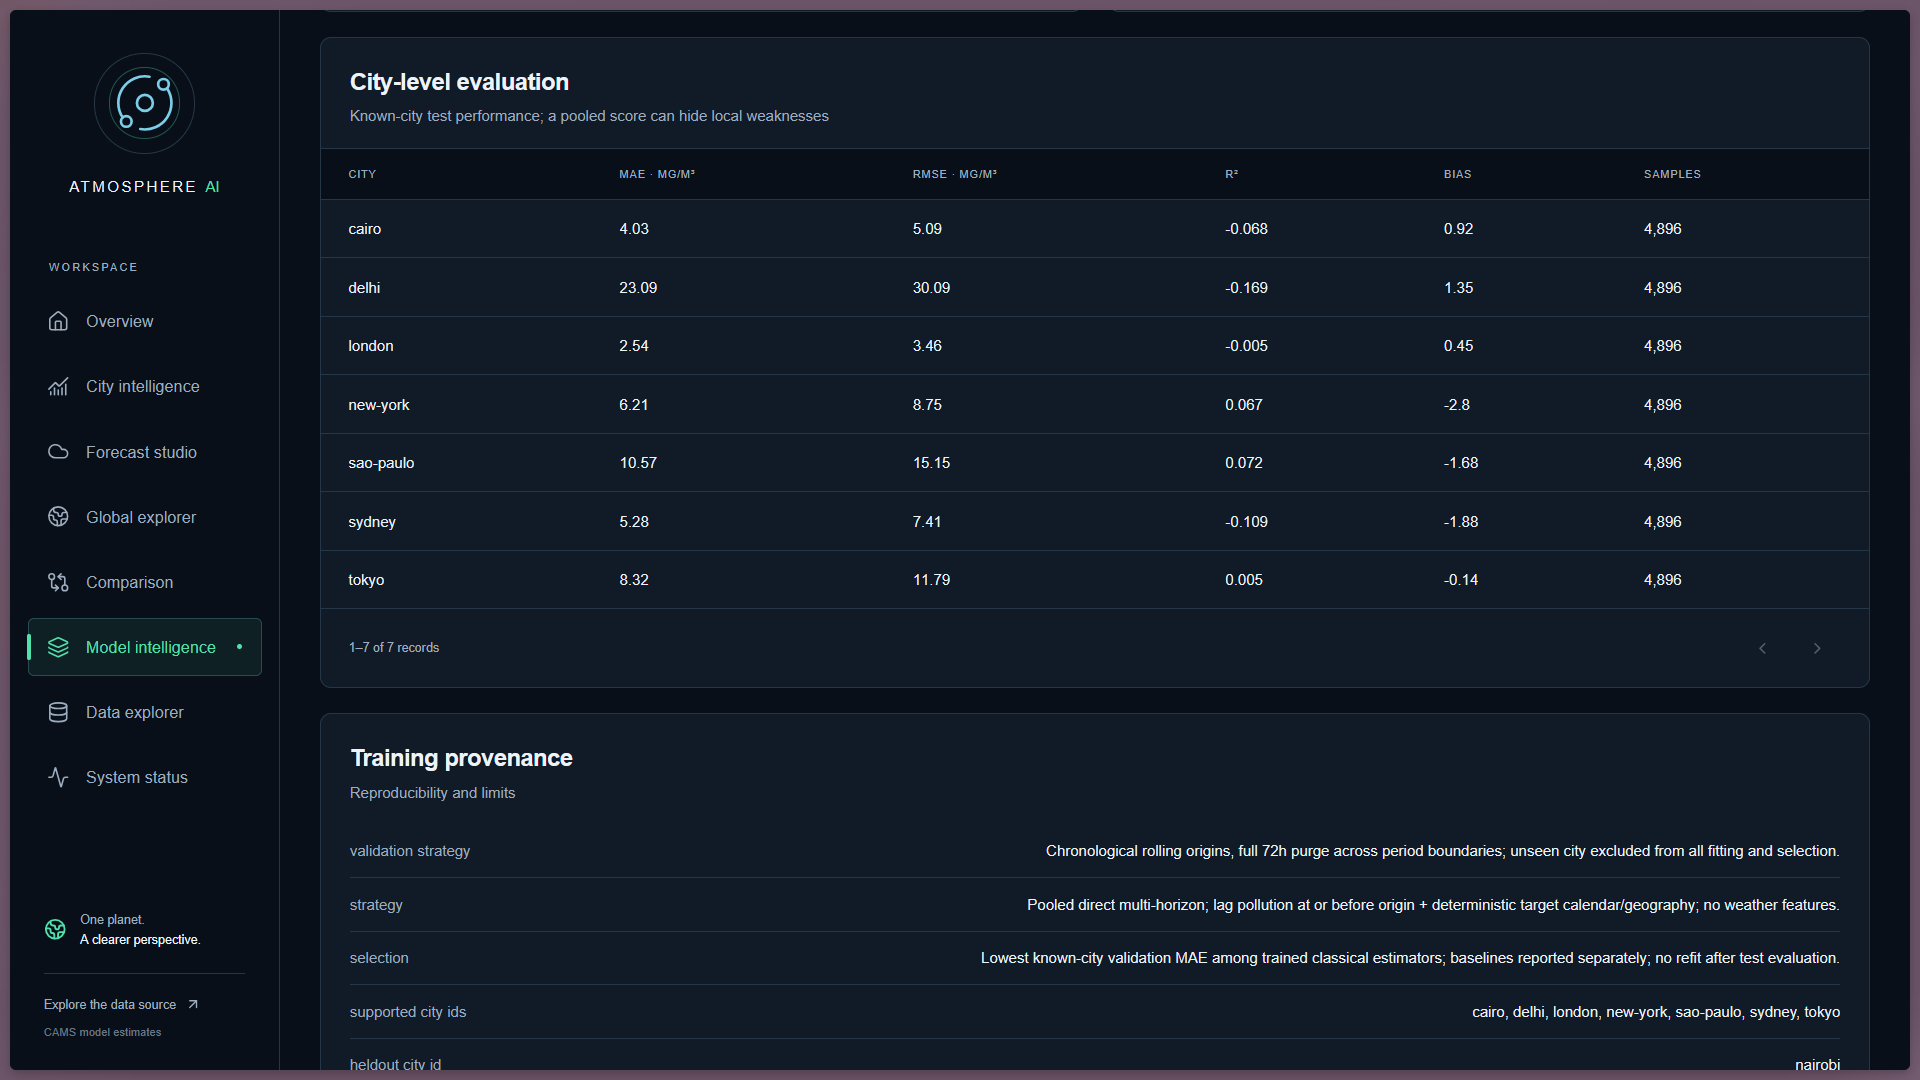 ATMOSPHERE AI
WORKSPACE
Overview
City intelligence
Forecast studio
Global explorer
Comparison
Model intelligence
Data explorer
System status
One planet.
A clearer perspective.
Explore the data source
CAMS model estimates
City-level evaluation
Known-city test performance; a pooled score can hide local weaknesses
CITY MAE · ΜG/M³ RMSE · ΜG/M³ R² BIAS SAMPLES
cairo 4.03 5.09 -0.068 0.92 4,896
delhi 23.09 30.09 -0.169 1.35 4,896
london 2.54 3.46 -0.005 0.45 4,896
new-york 6.21 8.75 0.067 -2.8 4,896
sao-paulo 10.57 15.15 0.072 -1.68 4,896
sydney 5.28 7.41 -0.109 -1.88 4,896
tokyo 8.32 11.79 0.005 -0.14 4,896
1–7 of 7 records
Training provenance
Reproducibility and limits
validation strategy Chronological rolling origins, full 72h purge across period boundaries; unseen city excluded from all fitting and selection.
strategy Pooled direct multi-horizon; lag pollution at or before origin + deterministic target calendar/geography; no weather features.
selection Lowest known-city validation MAE among trained classical estimators; baselines reported separately; no refit after test evaluation.
supported city ids cairo, delhi, london, new-york, sao-paulo, sydney, tokyo
heldout city id nairobi